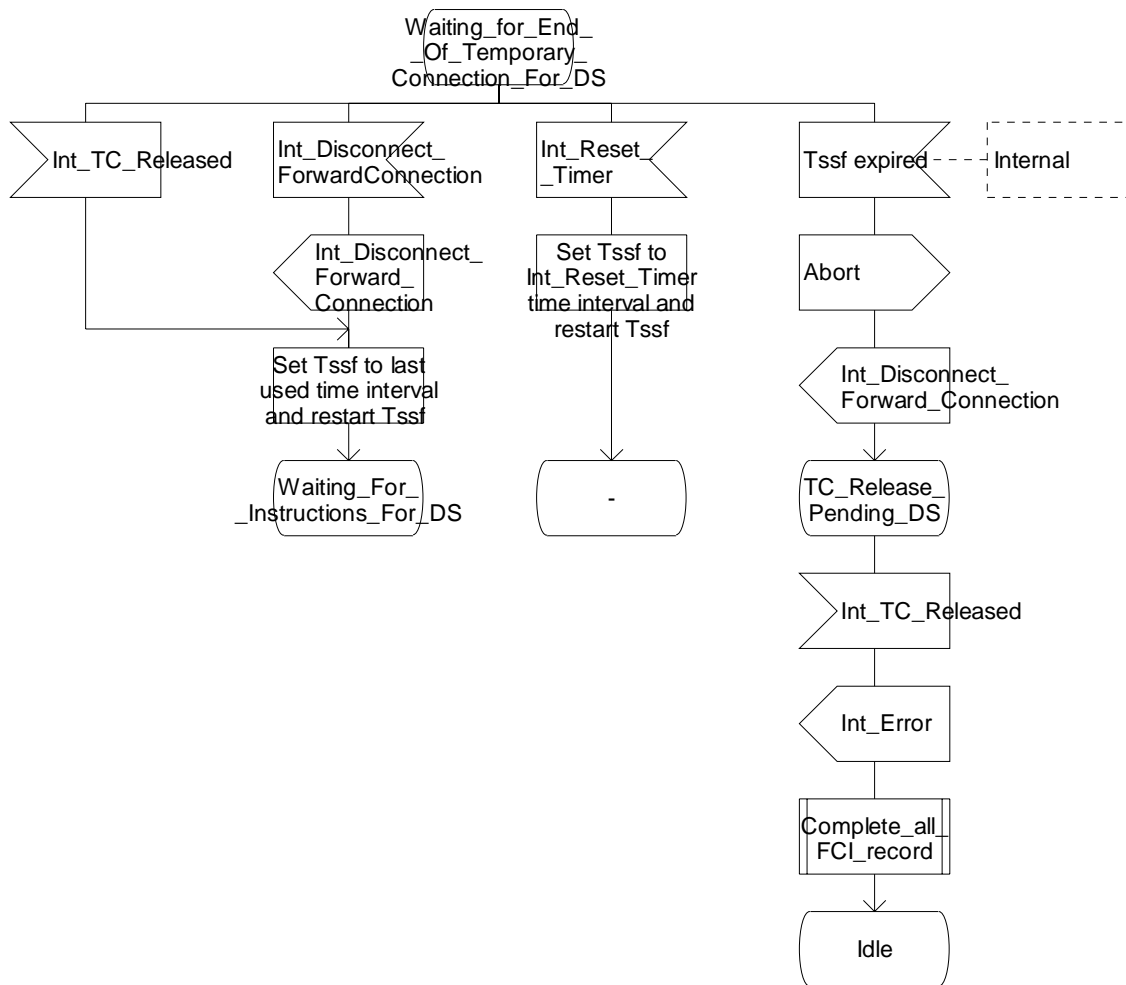 Waiting_for_End_
_Of_Temporary_
Connection_For_DS
Int_TC_Released
Int_Disconnect_
ForwardConnection
Int_Reset_
_Timer
Tssf expired
Internal
Int_Disconnect_
Forward_
Connection
Set Tssf to
Int_Reset_Timer
time interval and
restart Tssf
Abort
Set Tssf to last
used time interval
and restart Tssf
Int_Disconnect_
Forward_Connection
Waiting_For_
_Instructions_For_DS
-
TC_Release_
Pending_DS
Int_TC_Released
Int_Error
Complete_all_
FCI_record
Idle